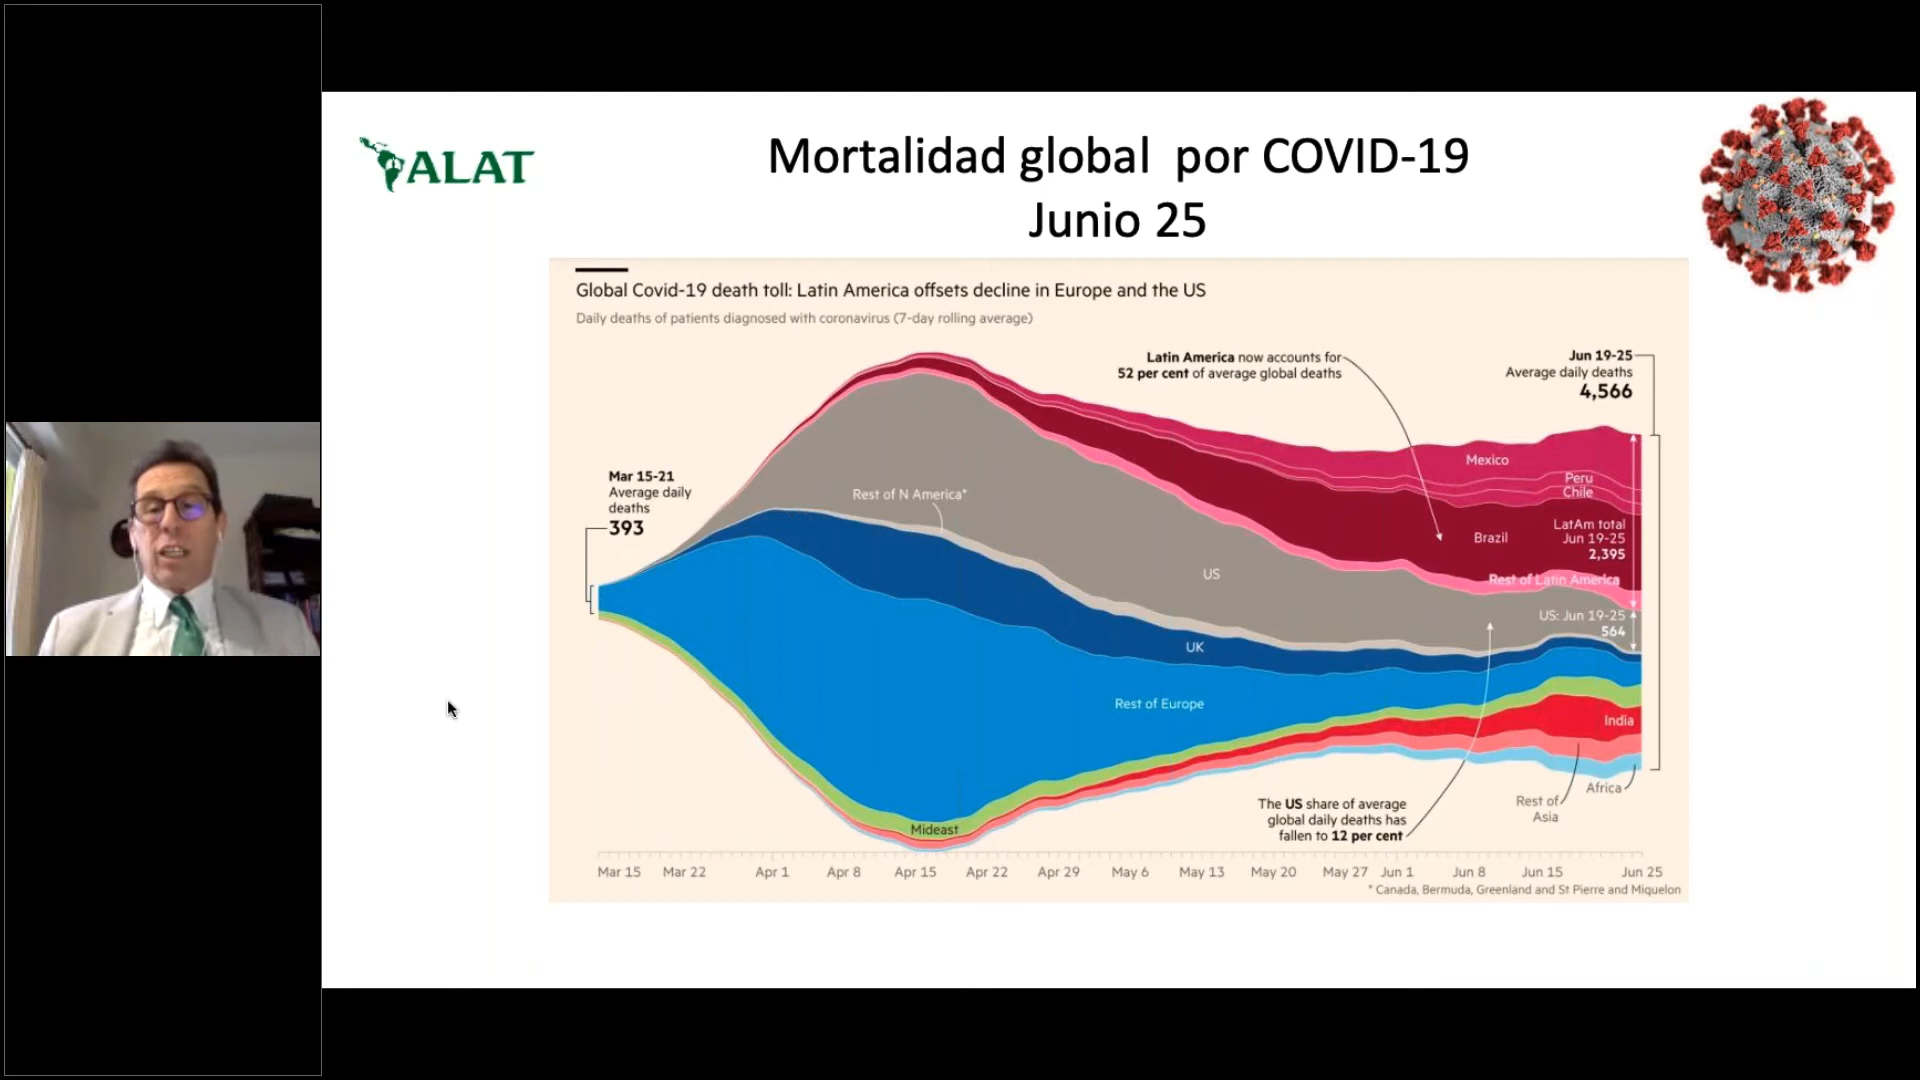 ALAT
Mortalidad global por COVID-19
Junio 25
Global Covid-19 death toll: Latin America offsets decline in Europe and the US
Daily deaths of patients diagnosed with coronavirus (7-day rolling average)
Latin America now accounts for
52 per cent of average global deaths
Jun 19-25
Average daily deaths
4,566
Mar 15-21
Average daily
deaths
393
Rest of N America*
Mexico
Peru
Chile
LatAm total
Jun 19-25
2,395
Brazil
Rest of Latin America
US
US: Jun 19-25
564
UK
Rest of Europe
India
Mideast
The US share of average
global daily deaths has
fallen to 12 per cent
Rest of
Asia
Africa
Mar 15 Mar 22 Apr 1 Apr 8 Apr 15 Apr 22 Apr 29 May 6 May 13 May 20 May 27 Jun 1 Jun 8 Jun 15 Jun 25
* Canada, Bermuda, Greenland and St Pierre and Miquelon